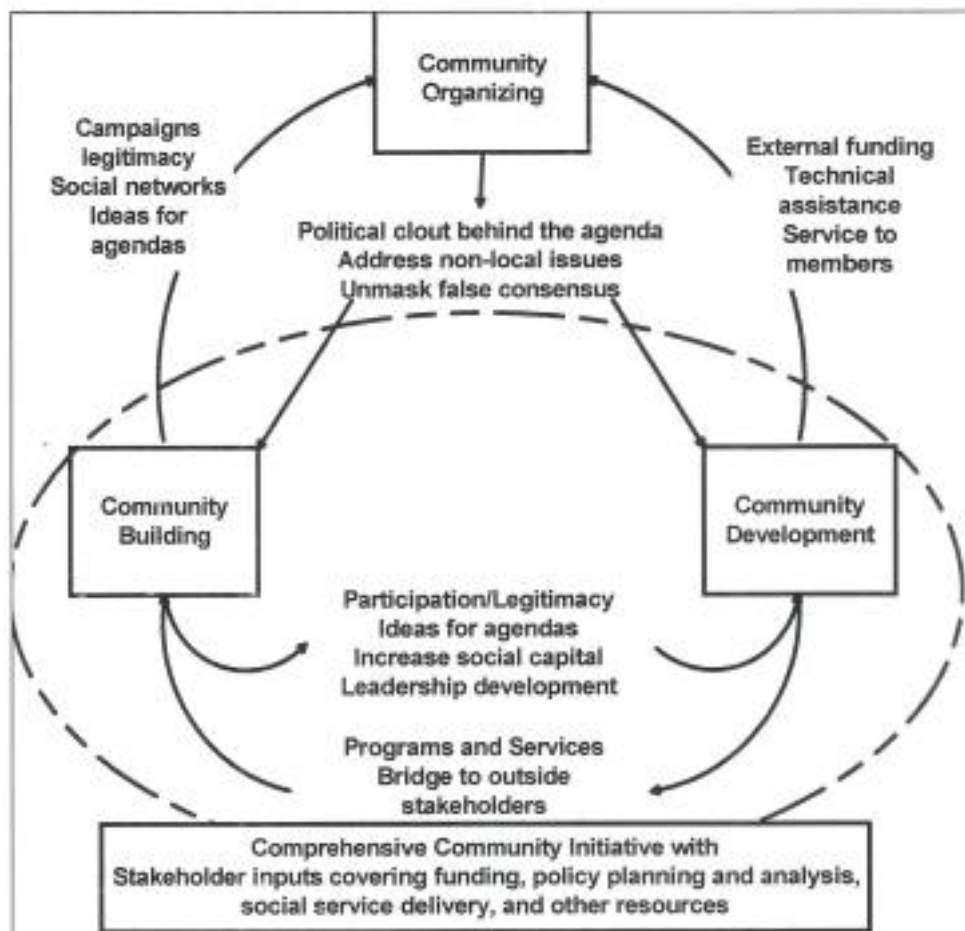 Community
Organizing
Campaigns
legitimacy
Social networks
Ideas for
agendas
External funding
Technical
assistance
Service to
members
Political clout behind the agenda
Address non-local issues
Unmask false consensus
Community
Building
Community
Development
Participation/Legitimacy
Ideas for agendas
Increase social capital
Leadership development
Programs and Services
Bridge to outside
stakeholders
Comprehensive Community Initiative with
Stakeholder inputs covering funding, policy planning and analysis,
social service delivery, and other resources